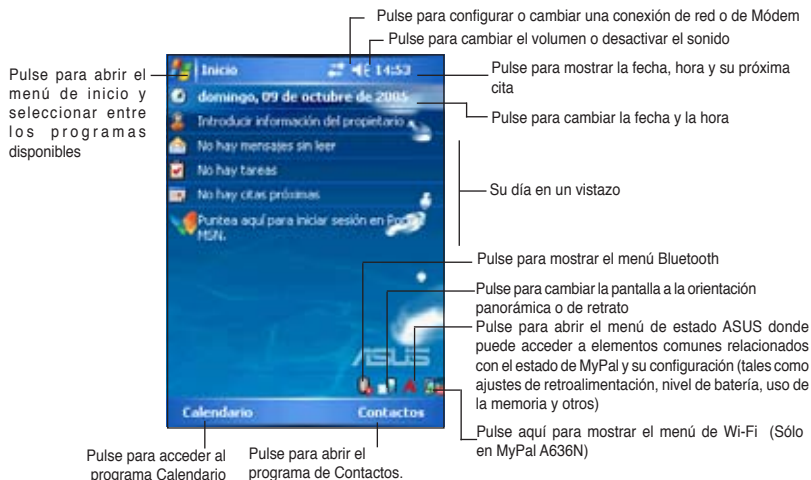 Pulse para configurar o cambiar una conexión de red o de Módem
Pulse para cambiar el volumen o desactivar el sonido
Pulse para abrir el
menú de inicio y
seleccionar entre
los programas
disponibles
Inicio
14:53
Pulse para mostrar la fecha, hora y su próxima
cita
domingo, 09 de octubre de 2005
Pulse para cambiar la fecha y la hora
Introducir información del propietario
No hay mensajes sin leer
No hay tareas
No hay citas próximas
Puntea aquí para iniciar sesión en Pocket
MSN.
Su día en un vistazo
Pulse para mostrar el menú Bluetooth
Pulse para cambiar la pantalla a la orientación
panorámica o de retrato
Pulse para abrir el menú de estado ASUS donde
puede acceder a elementos comunes relacionados
con el estado de MyPal y su configuración (tales como
ajustes de retroalimentación, nivel de batería, uso de
la memoria y otros)
ASUS
A
Calendario
Contactos
Pulse aquí para mostrar el menú de Wi-Fi (Sólo
en MyPal A636N)
Pulse para acceder al
programa Calendario
Pulse para abrir el
programa de Contactos.